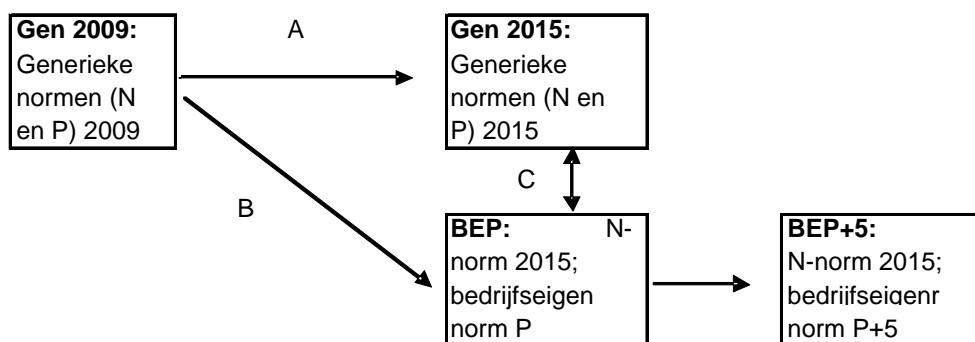 Gen 2009:
Generieke
normen (N
en P) 2009
A
Gen 2015:
Generieke
normen (N en
P) 2015
B
C
BEP: N-
norm 2015;
bedrijfseigen
norm P
BEP+5:
N-norm 2015;
bedrijfseigenr
norm P+5